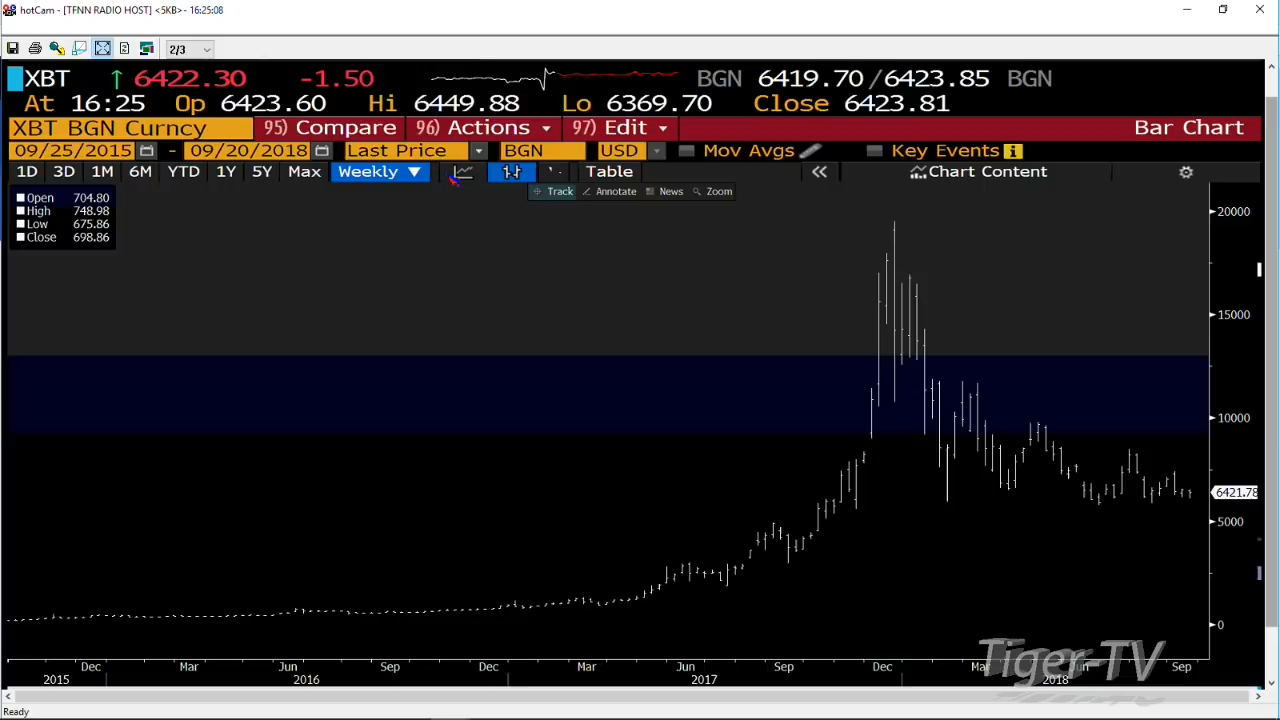 hotCam - [TFNN RADIO HOST] <5KB> - 16:25:08
2/3
XBT ↑ 6422.30 -1.50 BGN 6419.70/6423.85 BGN
At 16:25 Op 6423.60 Hi 6449.88 Lo 6369.70 Close 6423.81
XBT BGN Curncy 95) Compare 96) Actions 97) Edit Bar Chart
09/25/2015 - 09/20/2018 Last Price BGN USD Mov Avgs Key Events
1D 3D 1M 6M YTD 1Y 5Y Max Weekly ▼ Table « Chart Content
Track Annotate News Zoom
Open 704.80
High 748.98
Low 675.86
Close 698.86
20000
15000
10000
6421.78
5000
0
Dec Mar Jun Sep Dec Mar Jun Sep Dec Mar Jun Sep
2015 2016 2017 2018
Tiger-TV
Ready